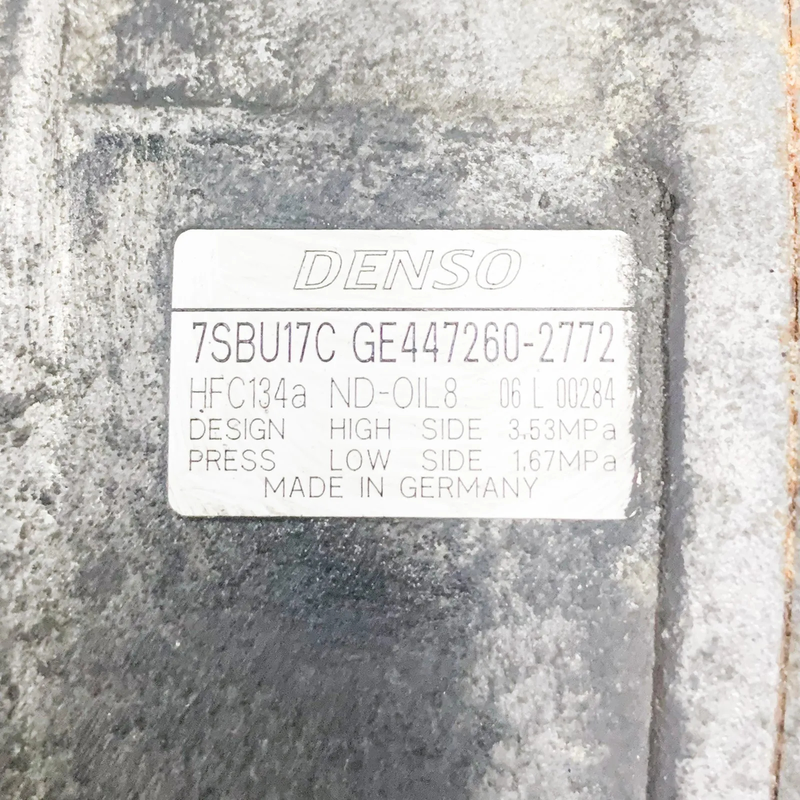 DENSO
7SBU17C GE447260-2772
HFC134a ND-OIL8 06 L 00284
DESIGN HIGH SIDE 3.53MPa
PRESS LOW SIDE 1.67MPa
MADE IN GERMANY